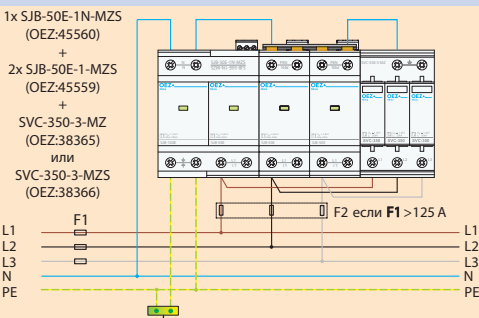 1x SJB-50E-1N-MZS
(OEZ:45560)
+
2x SJB-50E-1-MZS
(OEZ:45559)
+
SVC-350-3-MZ
(OEZ:38365)
или
SVC-350-3-MZS
(OEZ:38366)
OEZ
OEZ
OEZ
OEZ
OEZ
OEZ
OEZ
F2 если F1 >125 A
F1
L1
L1
L2
L2
L3
L3
N
N
PE
PE